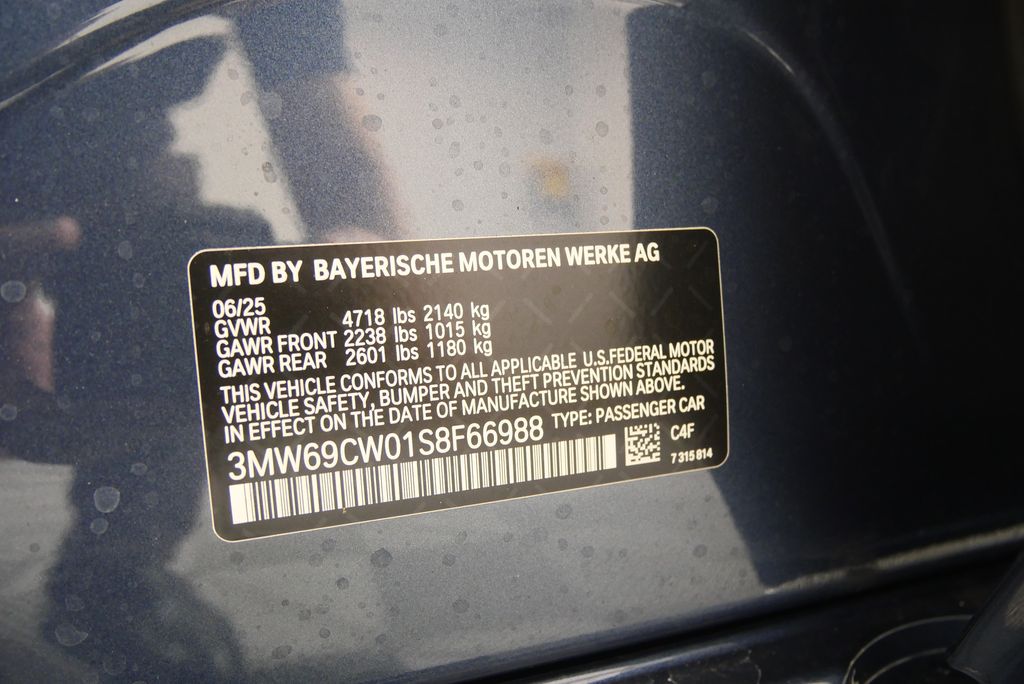 MFD BY BAYERISCHE MOTOREN WERKE AG
06/25
GVWR 4718 lbs 2140 kg
GAWR FRONT 2238 lbs 1015 kg
GAWR REAR 2601 lbs 1180 kg
THIS VEHICLE CONFORMS TO ALL APPLICABLE U.S.FEDERAL MOTOR
VEHICLE SAFETY, BUMPER AND THEFT PREVENTION STANDARDS
IN EFFECT ON THE DATE OF MANUFACTURE SHOWN ABOVE.
3MW69CW01S8F66988 TYPE: PASSENGER CAR
C4F
7 315 814